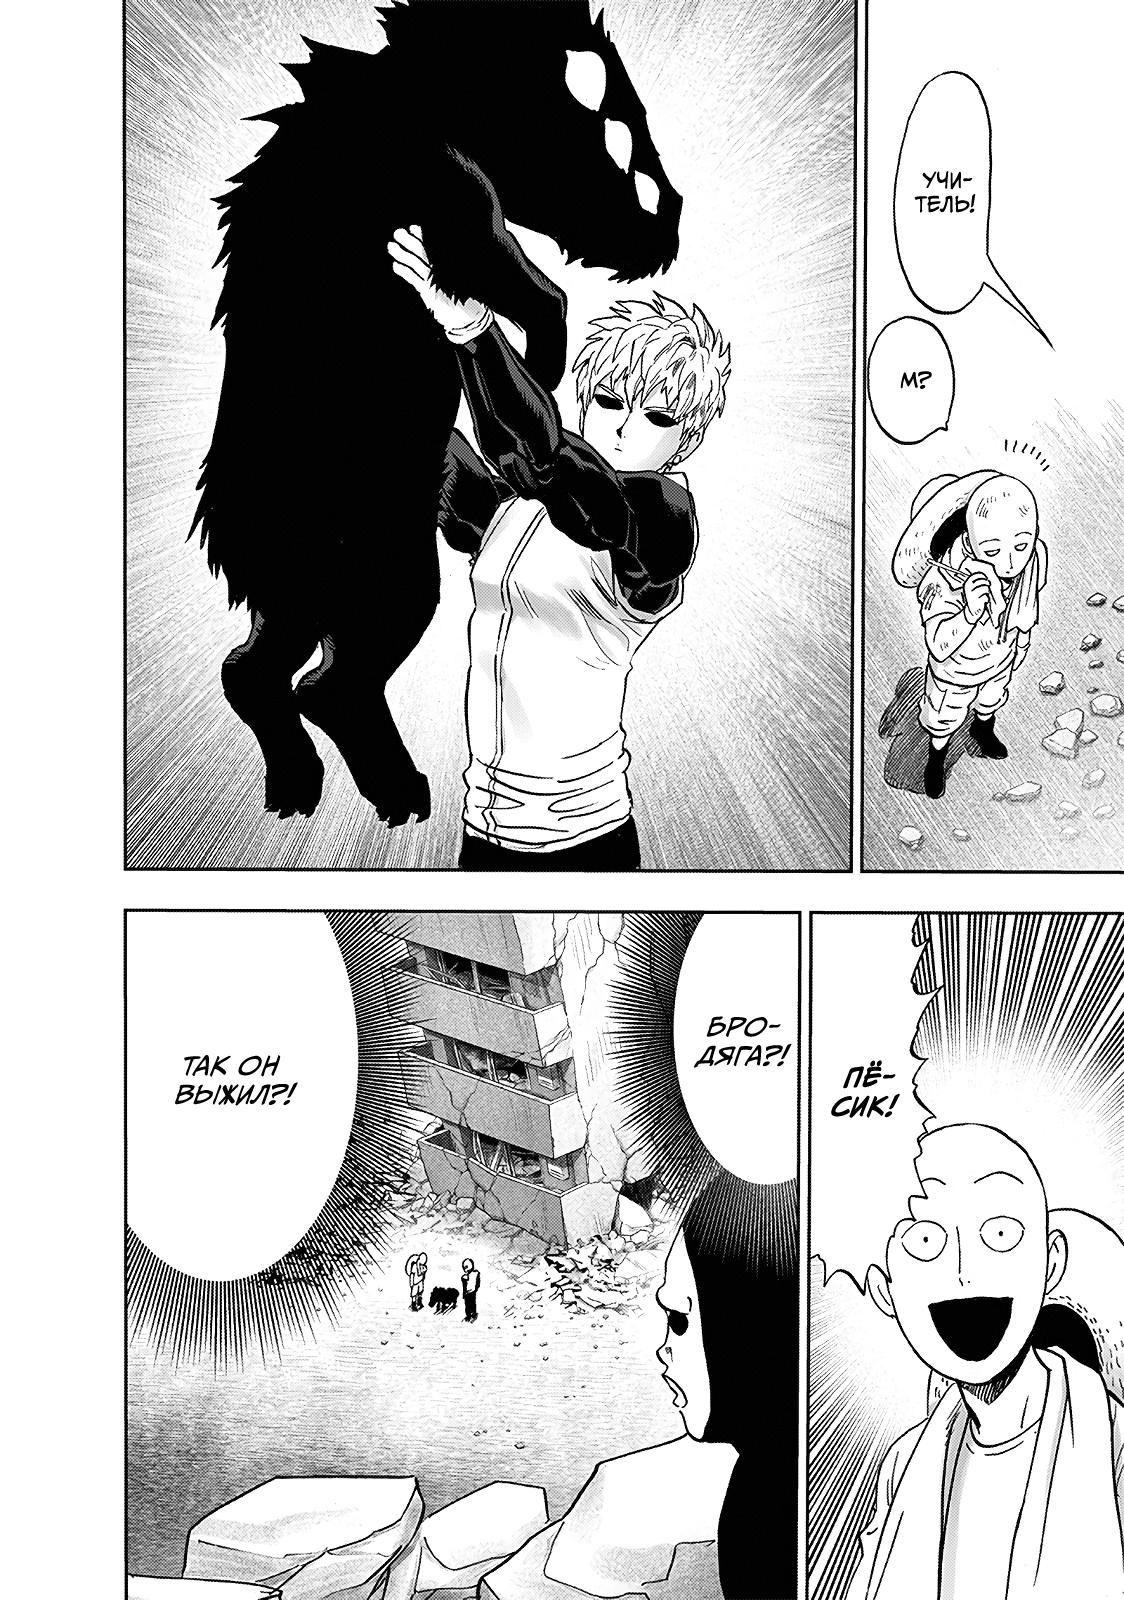 УЧИ-
ТЕЛЬ!
М?
ПЁ-
СИК!
БРО-
ДЯГА?!
ТАК ОН
ВЫЖИЛ?!